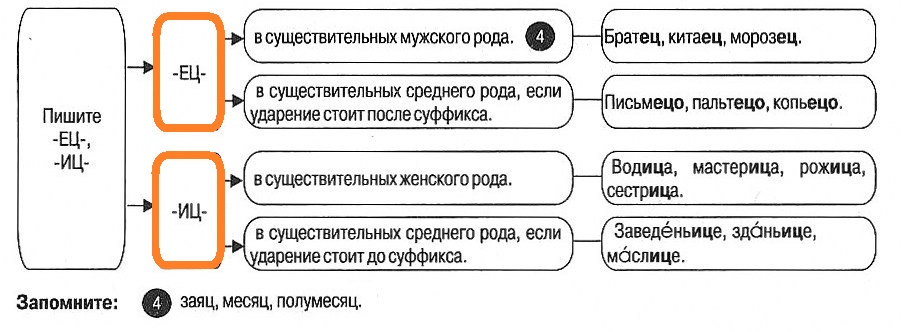 Пишите
-ЕЦ-,
-ИЦ-
-ЕЦ-
в существительных мужского рода. 4
Братец, китаец, морозец.
в существительных среднего рода, если
ударение стоит после суффикса.
Письмецо, пальтецо, копьецо.
-ИЦ-
в существительных женского рода.
Водица, мастерица, рожица,
сестрица.
в существительных среднего рода, если
ударение стоит до суффикса.
Заведе́ньице, зда́ньице,
ма́слице.
Запомните: 4 заяц, месяц, полумесяц.